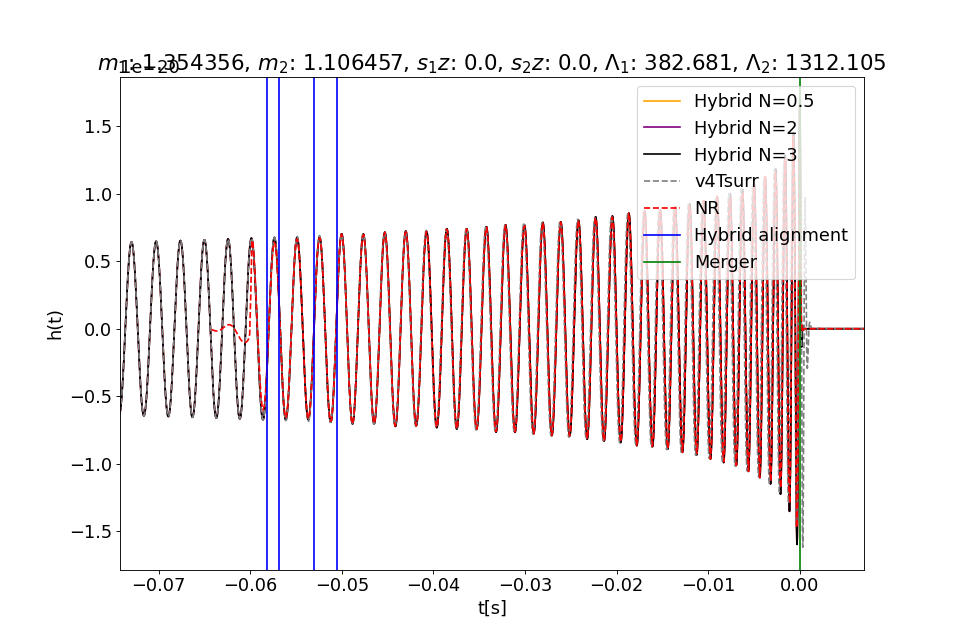 m₁: 1.354356, m₂: 1.106457, s₁z: 0.0, s₂z: 0.0, Λ₁: 382.681, Λ₂: 1312.105
1e−20
Hybrid N=0.5
Hybrid N=2
Hybrid N=3
v4Tsurr
NR
Hybrid alignment
Merger
1.5
1.0
0.5
0.0
−0.5
−1.0
−1.5
h(t)
−0.07 −0.06 −0.05 −0.04 −0.03 −0.02 −0.01 0.00
t[s]